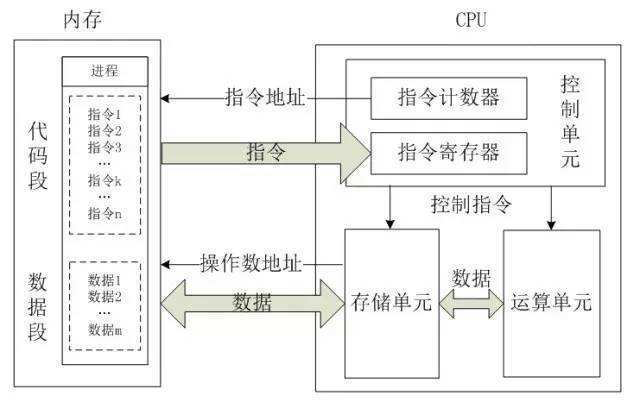 内存
CPU
进程
代码段
指令1
指令2
指令3
...
指令k
...
指令n
数据段
数据1
数据2
...
数据m
指令地址
指令
操作数地址
数据
指令计数器
指令寄存器
控制单元
控制指令
存储单元
数据
运算单元